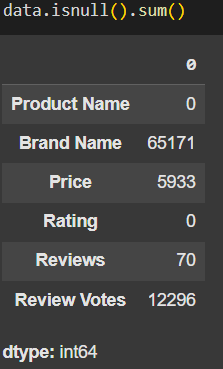 data.isnull().sum()
0
Product Name 0
Brand Name 65171
Price 5933
Rating 0
Reviews 70
Review Votes 12296
dtype: int64